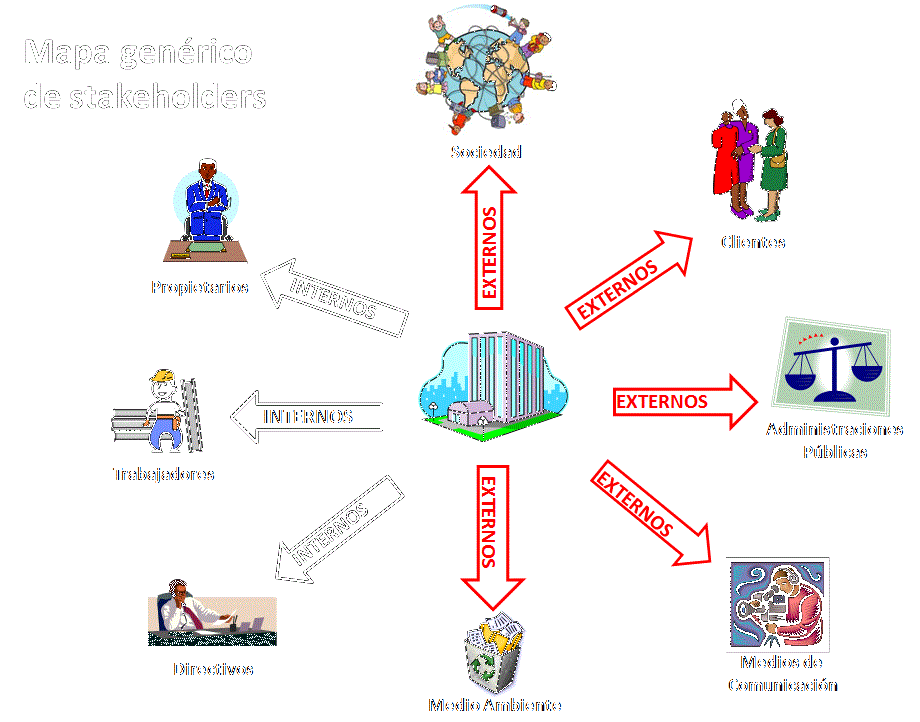 Mapa genérico
de stakeholders
Sociedad
Clientes
Propietarios
EXTERNOS
EXTERNOS
INTERNOS
INTERNOS
EXTERNOS
Administraciones
Públicas
Trabajadores
INTERNOS
EXTERNOS
EXTERNOS
Directivos
Medios de
Comunicación
Medio Ambiente